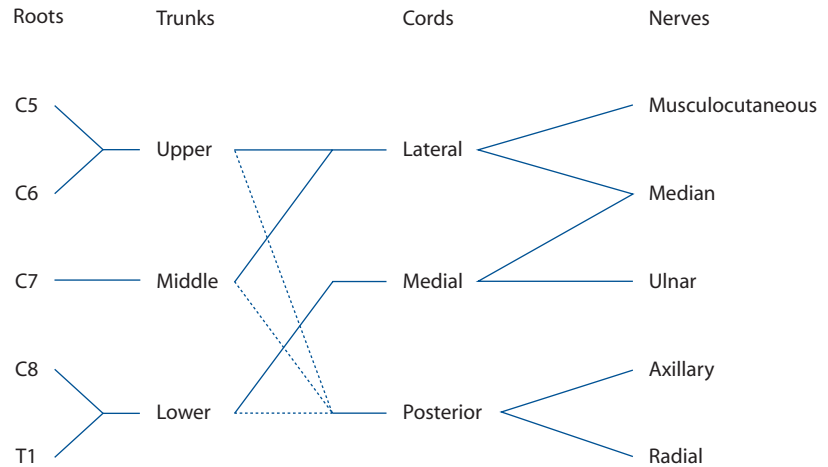 Roots Trunks Cords Nerves
C5 Musculocutaneous
Upper Lateral
C6 Median
C7 Middle Medial Ulnar
C8 Axillary
Lower Posterior
T1 Radial